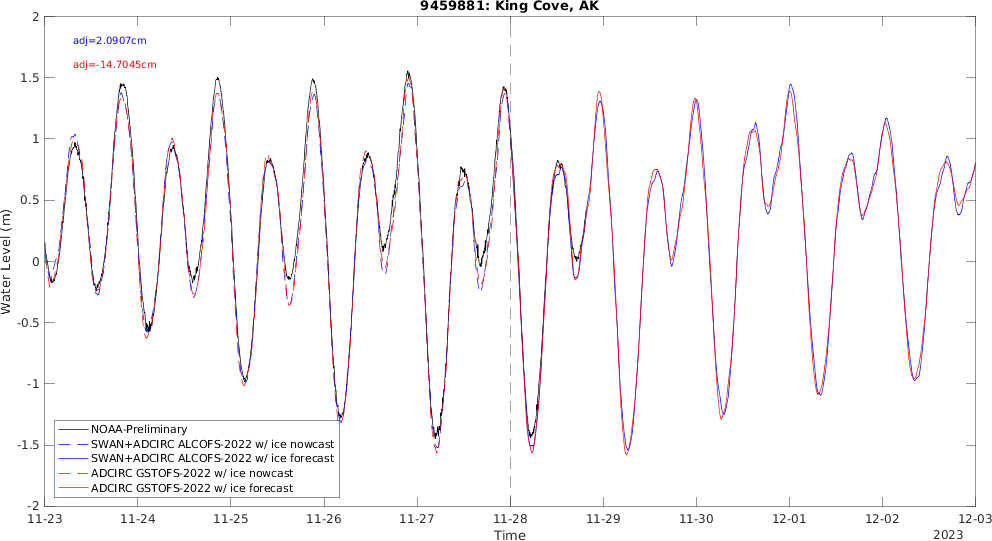 9459881: King Cove, AK
adj=2.0907cm
adj=-14.7045cm
Water Level (m)
2
1.5
1
0.5
0
-0.5
-1
-1.5
-2
NOAA-Preliminary
SWAN+ADCIRC ALCOFS-2022 w/ ice nowcast
SWAN+ADCIRC ALCOFS-2022 w/ ice forecast
ADCIRC GSTOFS-2022 w/ ice nowcast
ADCIRC GSTOFS-2022 w/ ice forecast
11-23 11-24 11-25 11-26 11-27 11-28 11-29 11-30 12-01 12-02 12-03
Time
2023